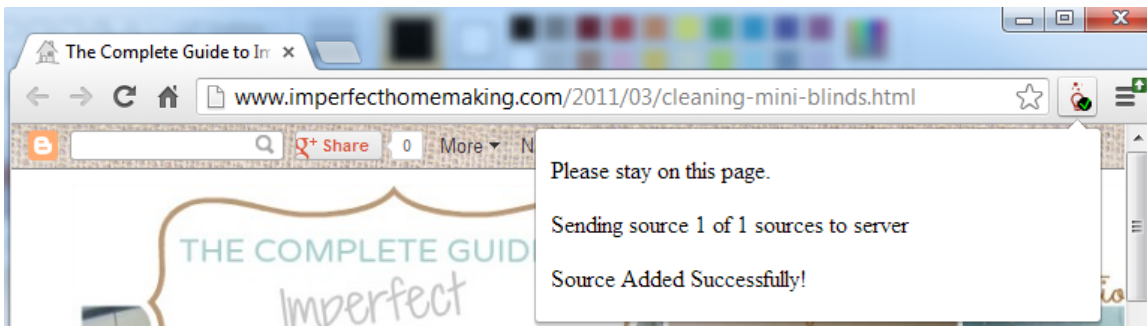 The Complete Guide to Im
www.imperfecthomemaking.com/2011/03/cleaning-mini-blinds.html
g+ Share 0 More N
Please stay on this page.
Sending source 1 of 1 sources to server
Source Added Successfully!
THE COMPLETE GUID
Imperfect